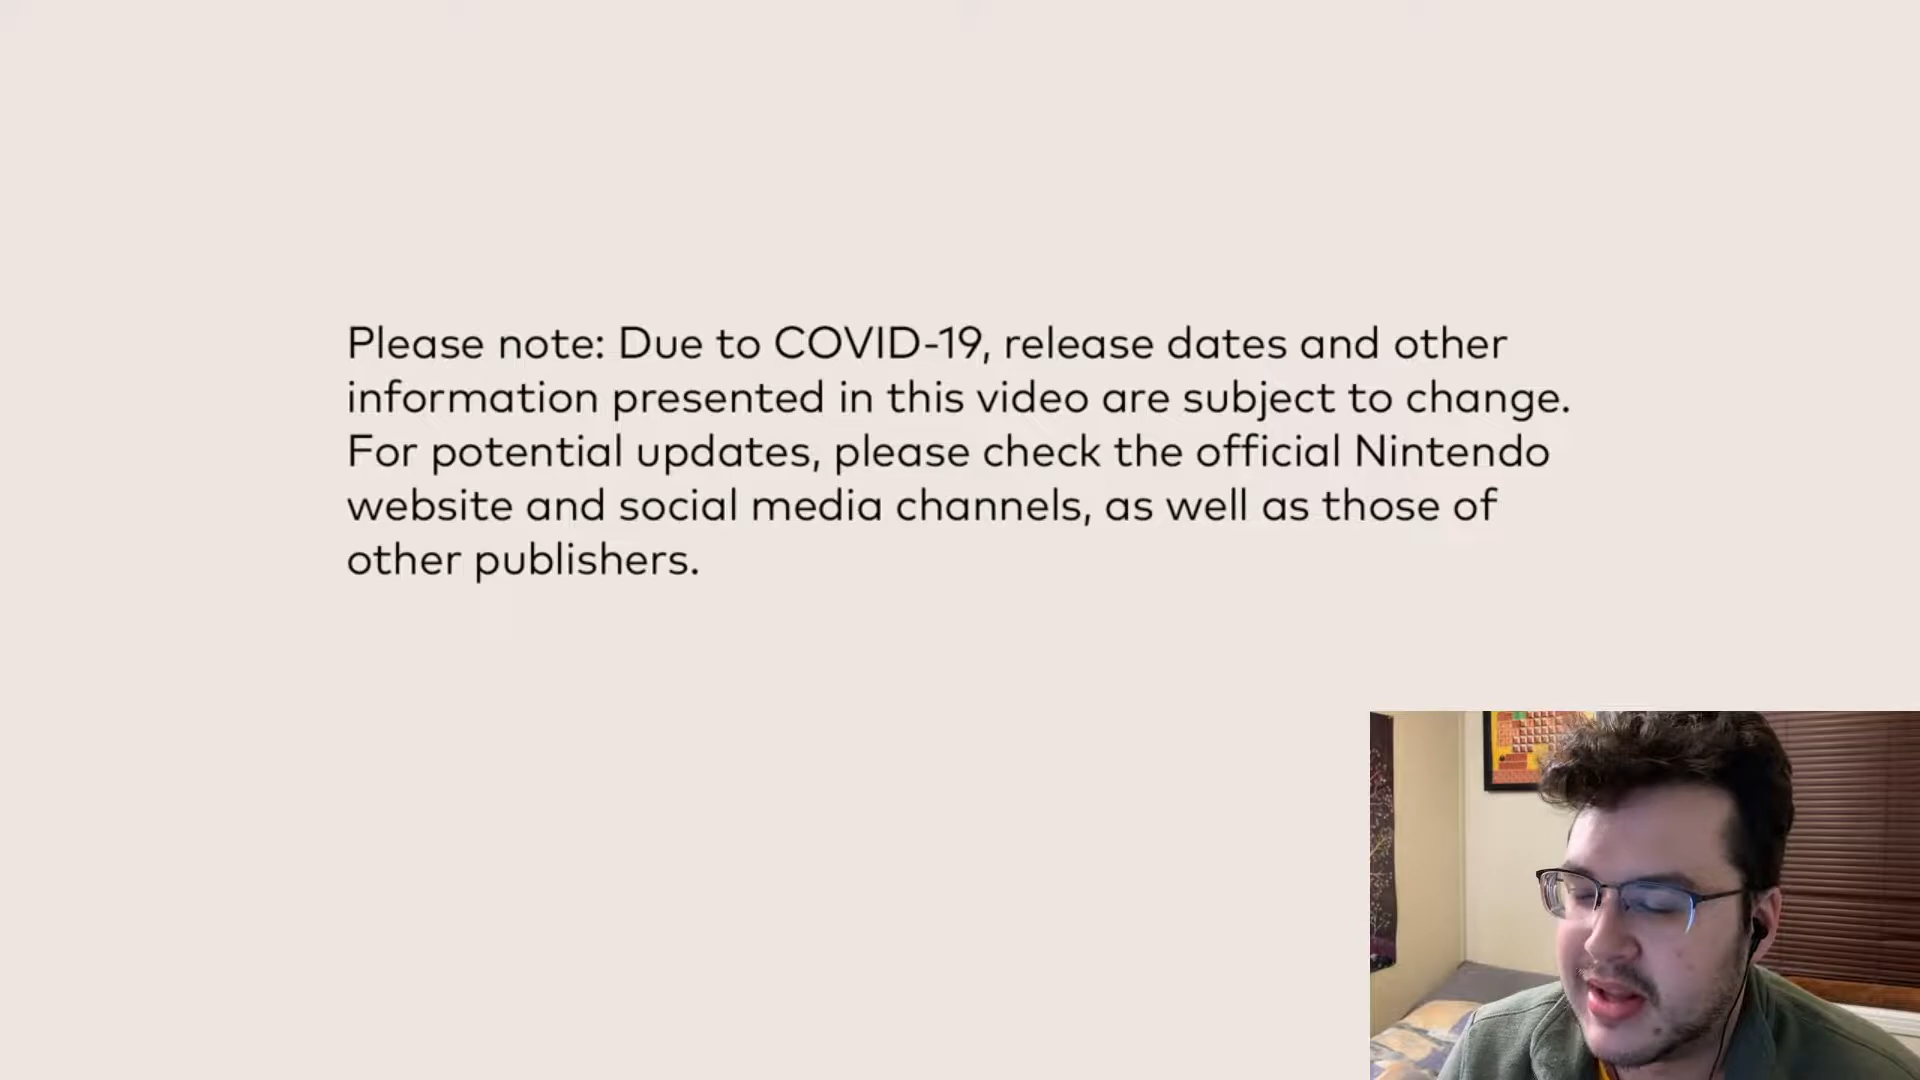 Please note: Due to COVID-19, release dates and other
information presented in this video are subject to change.
For potential updates, please check the official Nintendo
website and social media channels, as well as those of
other publishers.